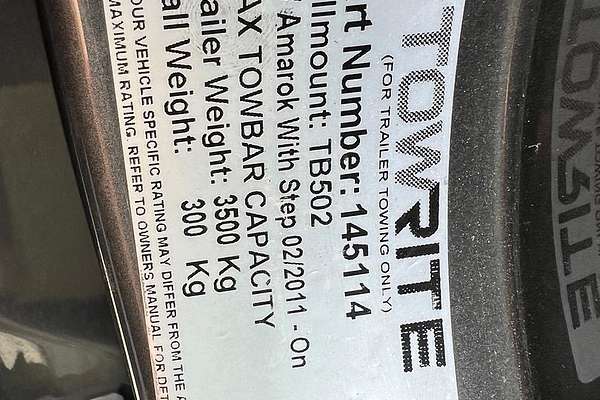 TOWRITE
(FOR TRAILER TOWING ONLY)
rt Number: 145114
llmount: TB502
Amarok With Step 02/2011 - On
AX TOWBAR CAPACITY
ailer Weight: 3500 Kg
all Weight: 300 Kg
OUR VEHICLE SPECIFIC RATING MAY DIFFER FROM THE A
MAXIMUM RATING. REFER TO OWNERS MANUAL FOR DET